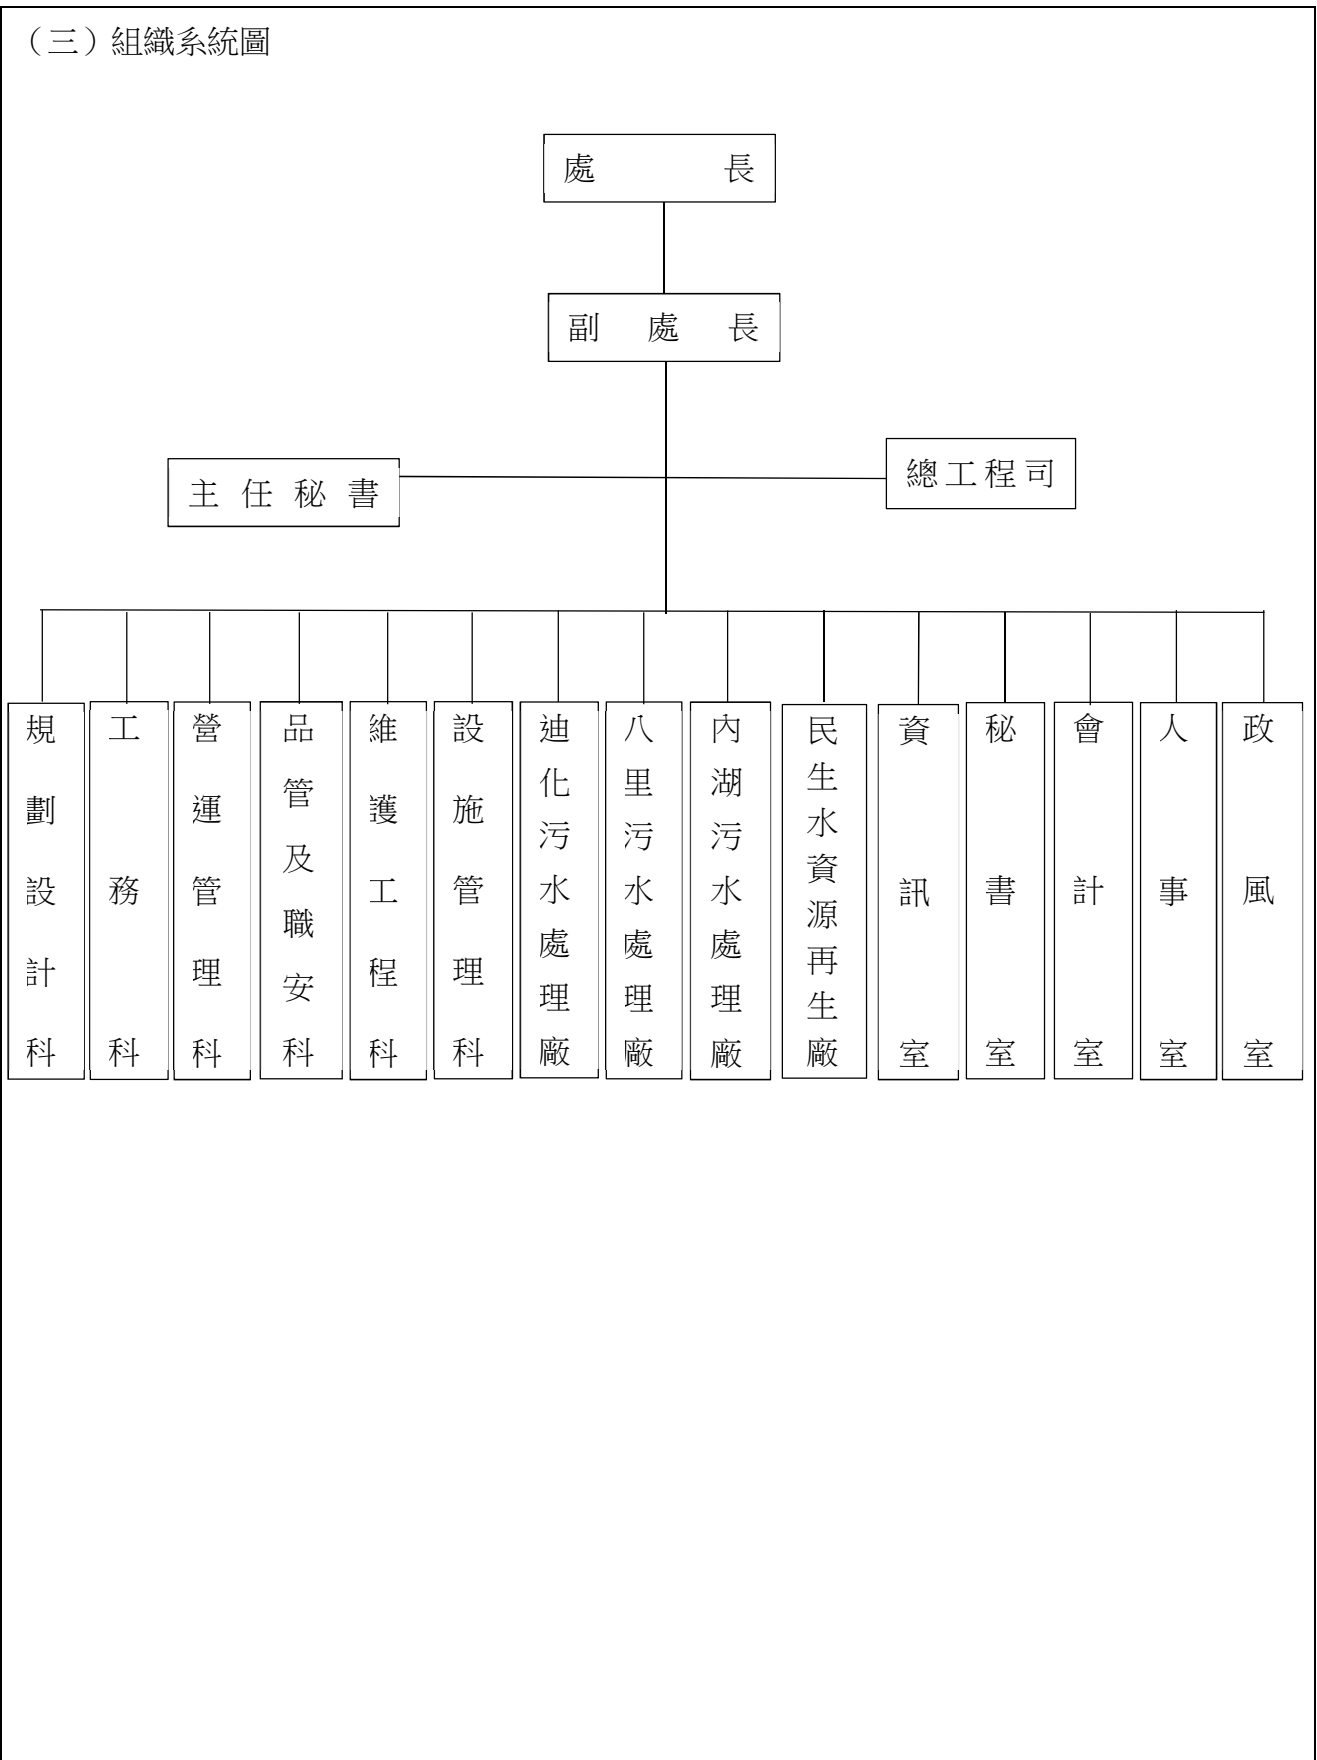 （三）組織系統圖
處長
副處長
主任秘書
總工程司
規劃設計科
工務科
營運管理科
品管及職安科
維護工程科
設施管理科
迪化污水處理廠
八里污水處理廠
內湖污水處理廠
民生水資源再生廠
資訊室
秘書室
會計室
人事室
政風室